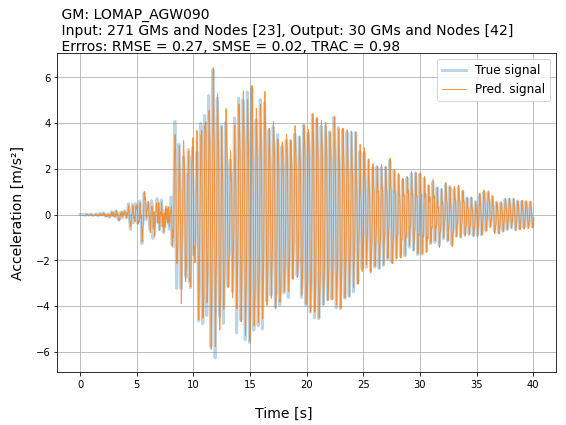 GM: LOMAP_AGW090
Input: 271 GMs and Nodes [23], Output: 30 GMs and Nodes [42]
Errros: RMSE = 0.27, SMSE = 0.02, TRAC = 0.98
True signal
Pred. signal
Acceleration [m/s²]
6
4
2
0
−2
−4
−6
0 5 10 15 20 25 30 35 40
Time [s]